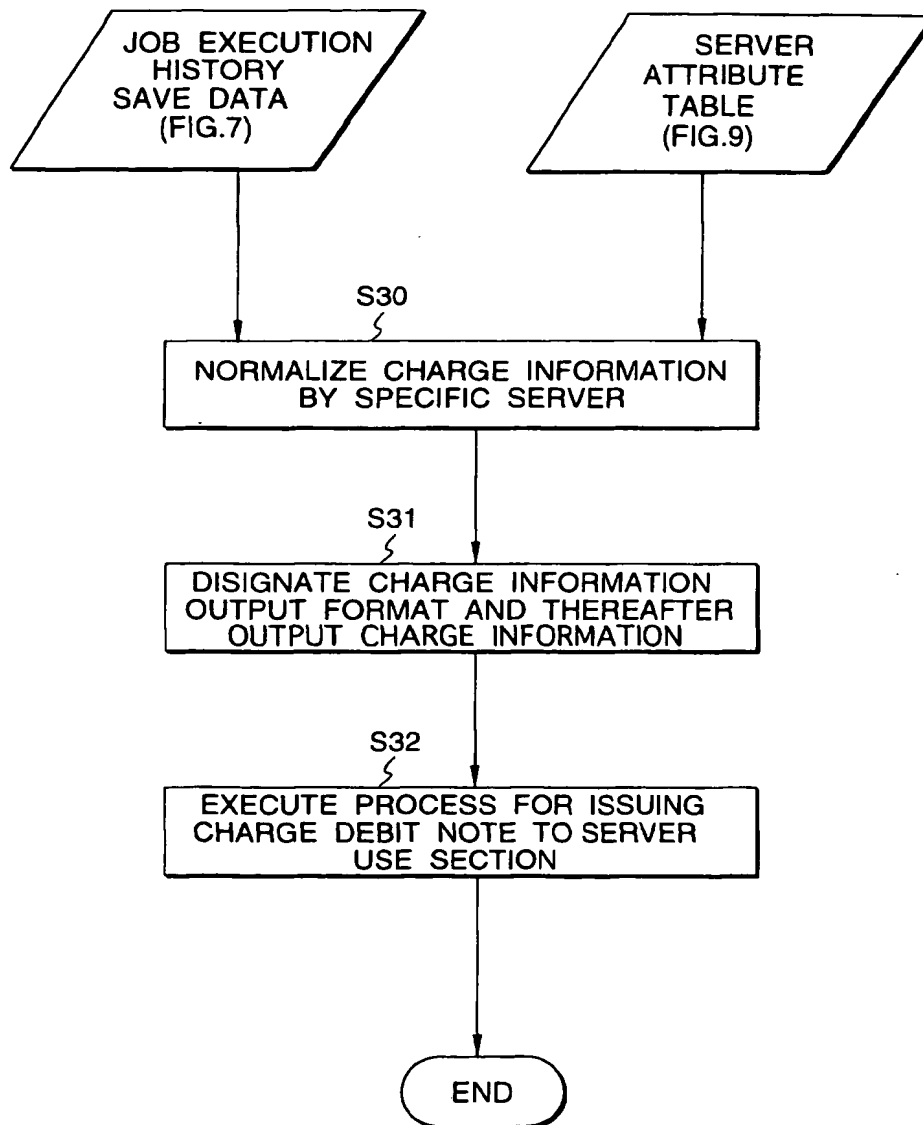 JOB EXECUTION
HISTORY
SAVE DATA
(FIG.7)
SERVER
ATTRIBUTE
TABLE
(FIG.9)
S30
NORMALIZE CHARGE INFORMATION
BY SPECIFIC SERVER
S31
DISIGNATE CHARGE INFORMATION
OUTPUT FORMAT AND THEREAFTER
OUTPUT CHARGE INFORMATION
S32
EXECUTE PROCESS FOR ISSUING
CHARGE DEBIT NOTE TO SERVER
USE SECTION
END